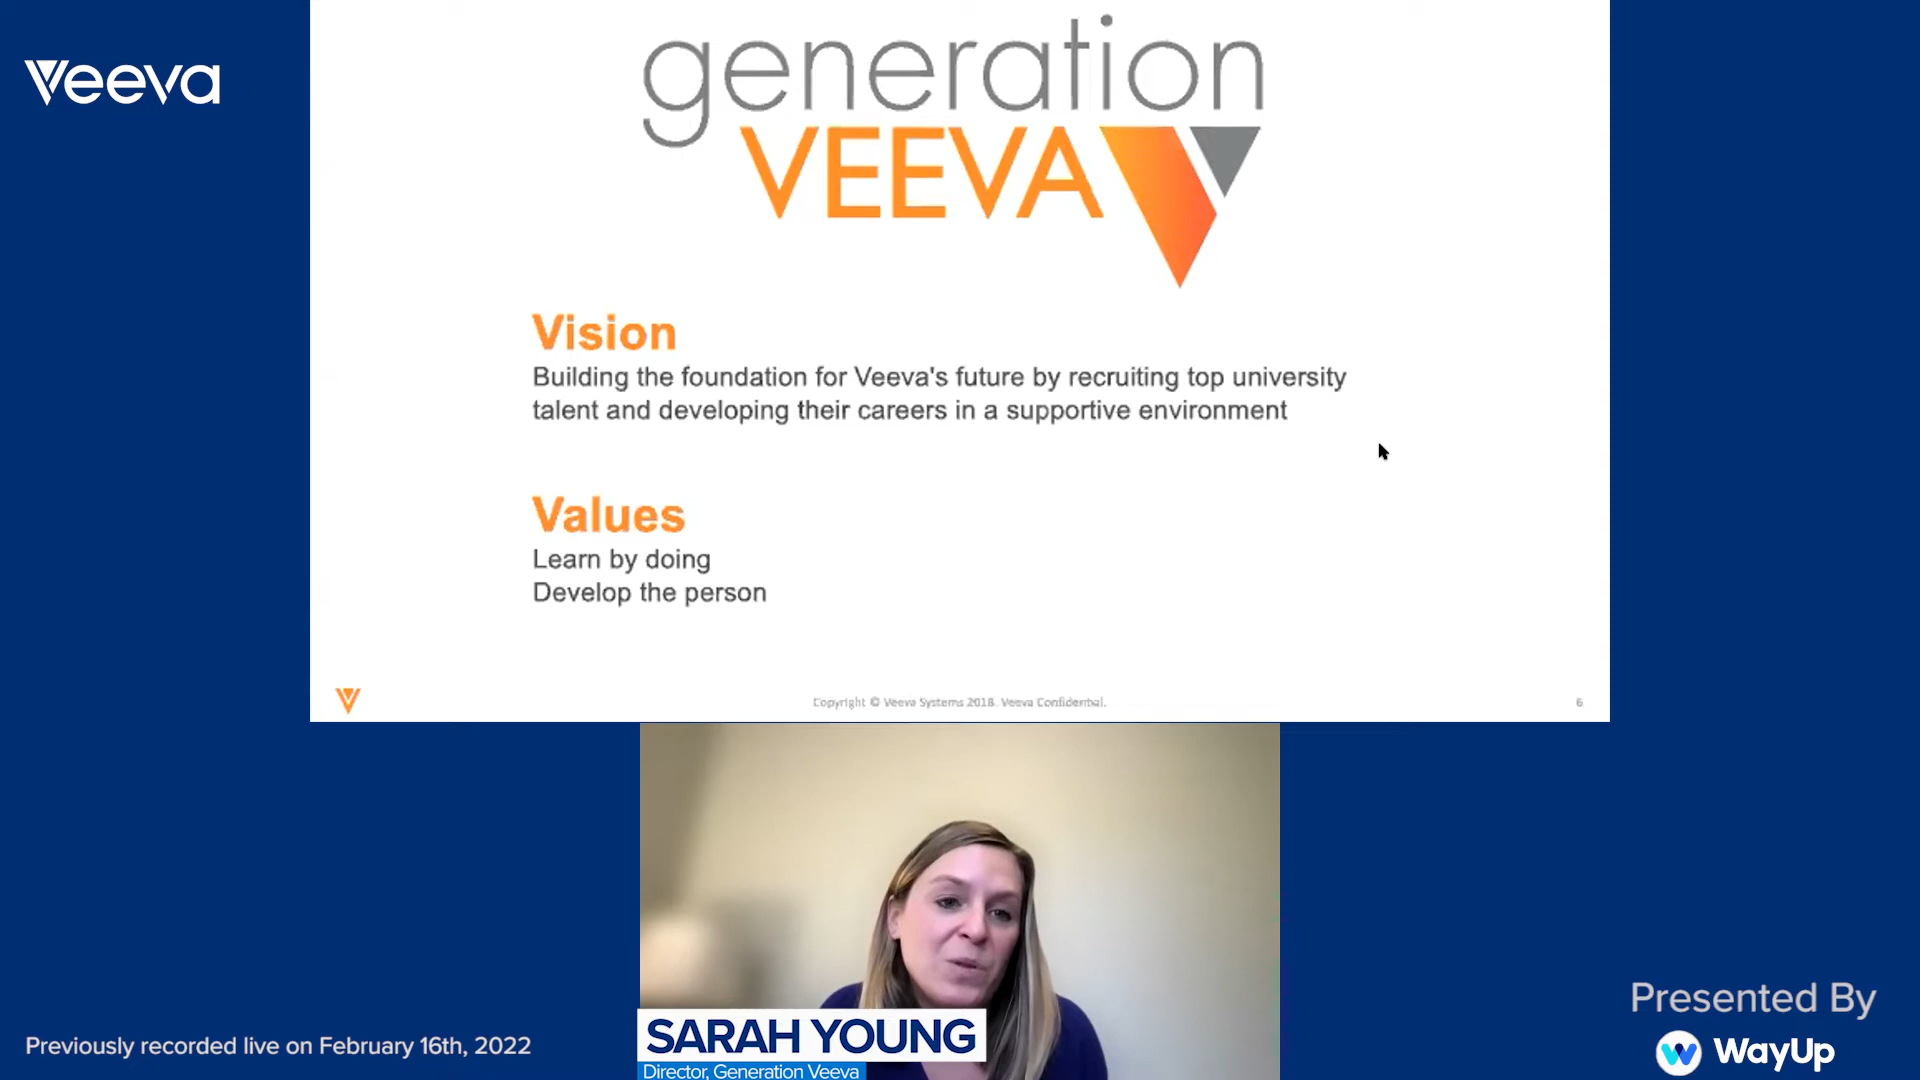 Veeva
generation
VEEVA
Vision
Building the foundation for Veeva's future by recruiting top university
talent and developing their careers in a supportive environment
Values
Learn by doing
Develop the person
Copyright © Veeva Systems 2018. Veeva Confidential.
6
SARAH YOUNG
Director, Generation Veeva
Previously recorded live on February 16th, 2022
Presented By
WayUp